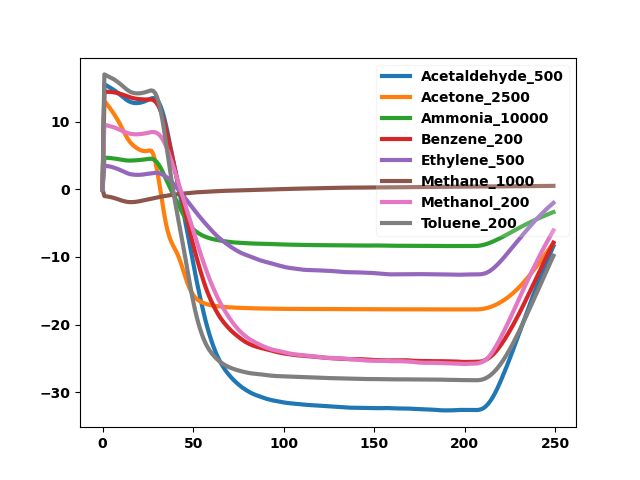 Acetaldehyde_500
Acetone_2500
Ammonia_10000
Benzene_200
Ethylene_500
Methane_1000
Methanol_200
Toluene_200
10
0
−10
−20
−30
0 50 100 150 200 250